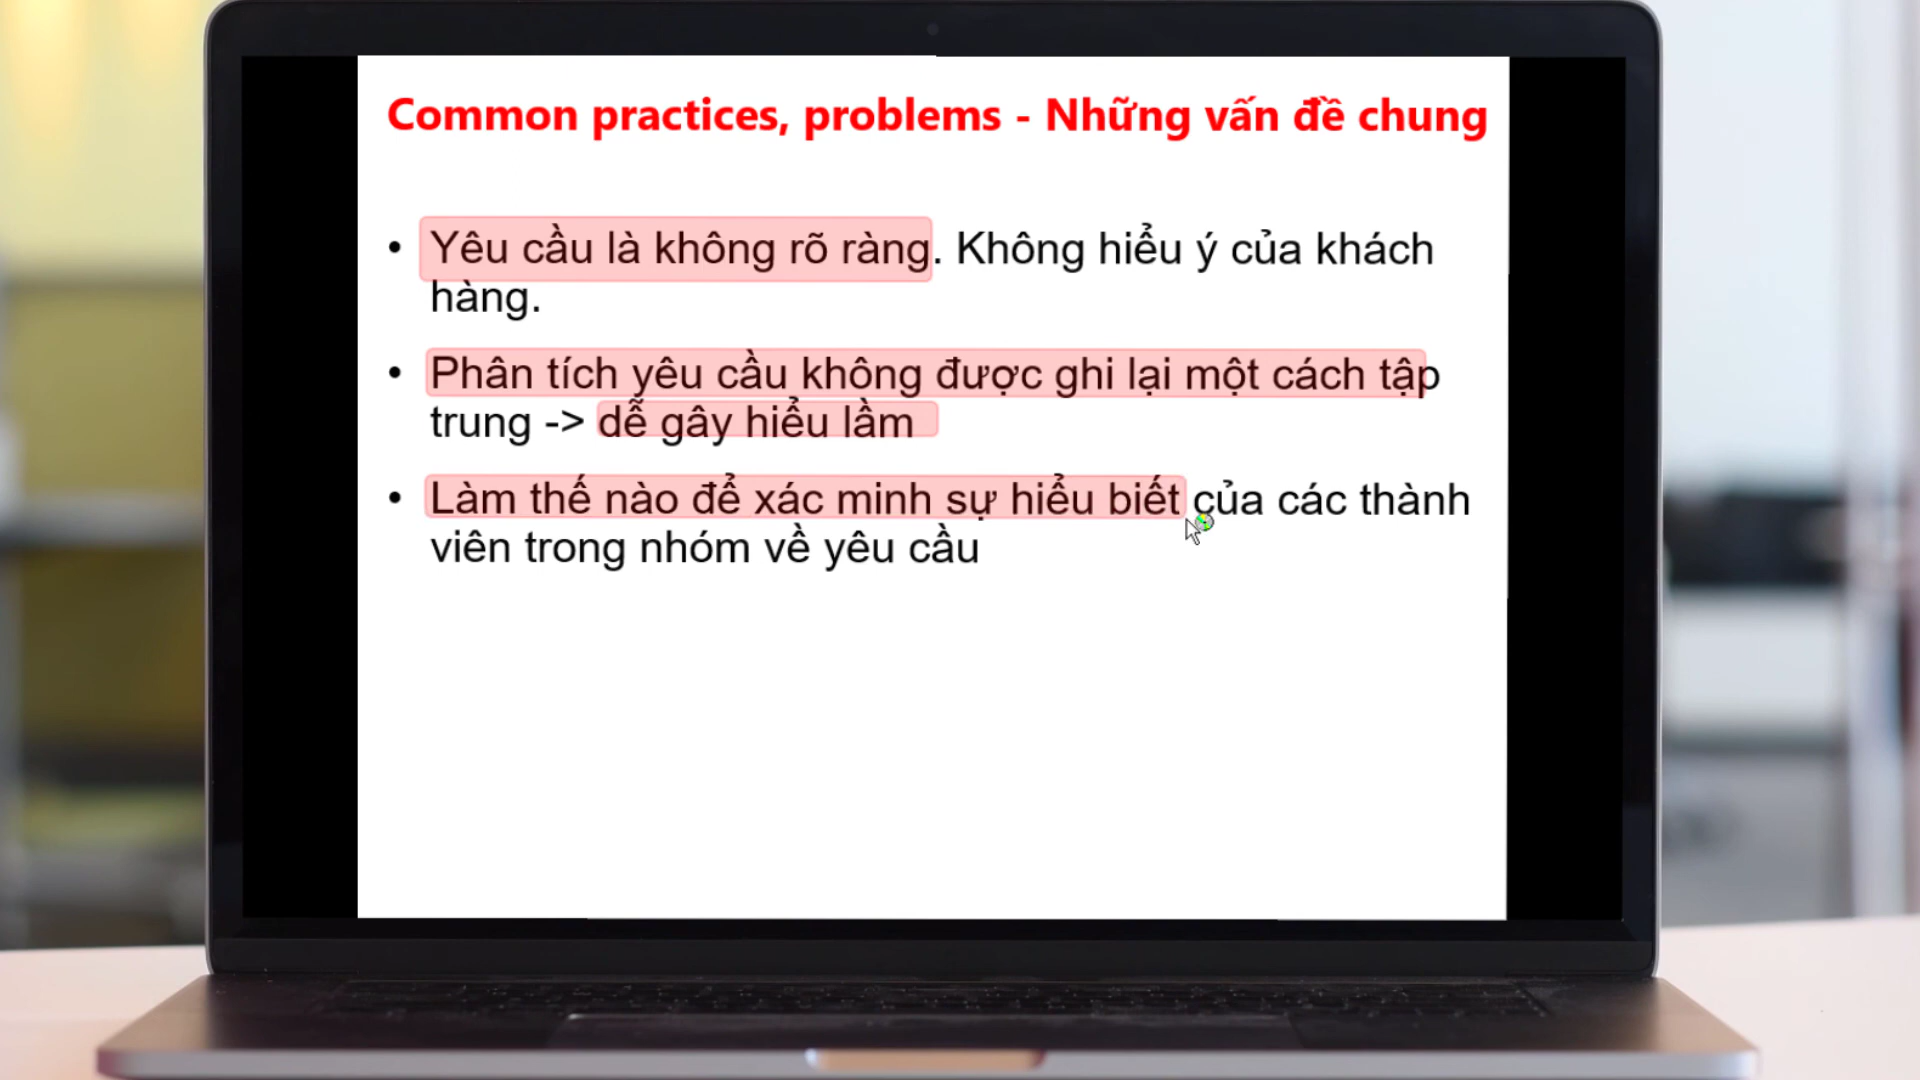 Common practices, problems - Những vấn đề chung
• Yêu cầu là không rõ ràng. Không hiểu ý của khách
hàng.
• Phân tích yêu cầu không được ghi lại một cách tập
trung -> dễ gây hiểu lầm
• Làm thế nào để xác minh sự hiểu biết của các thành
viên trong nhóm về yêu cầu